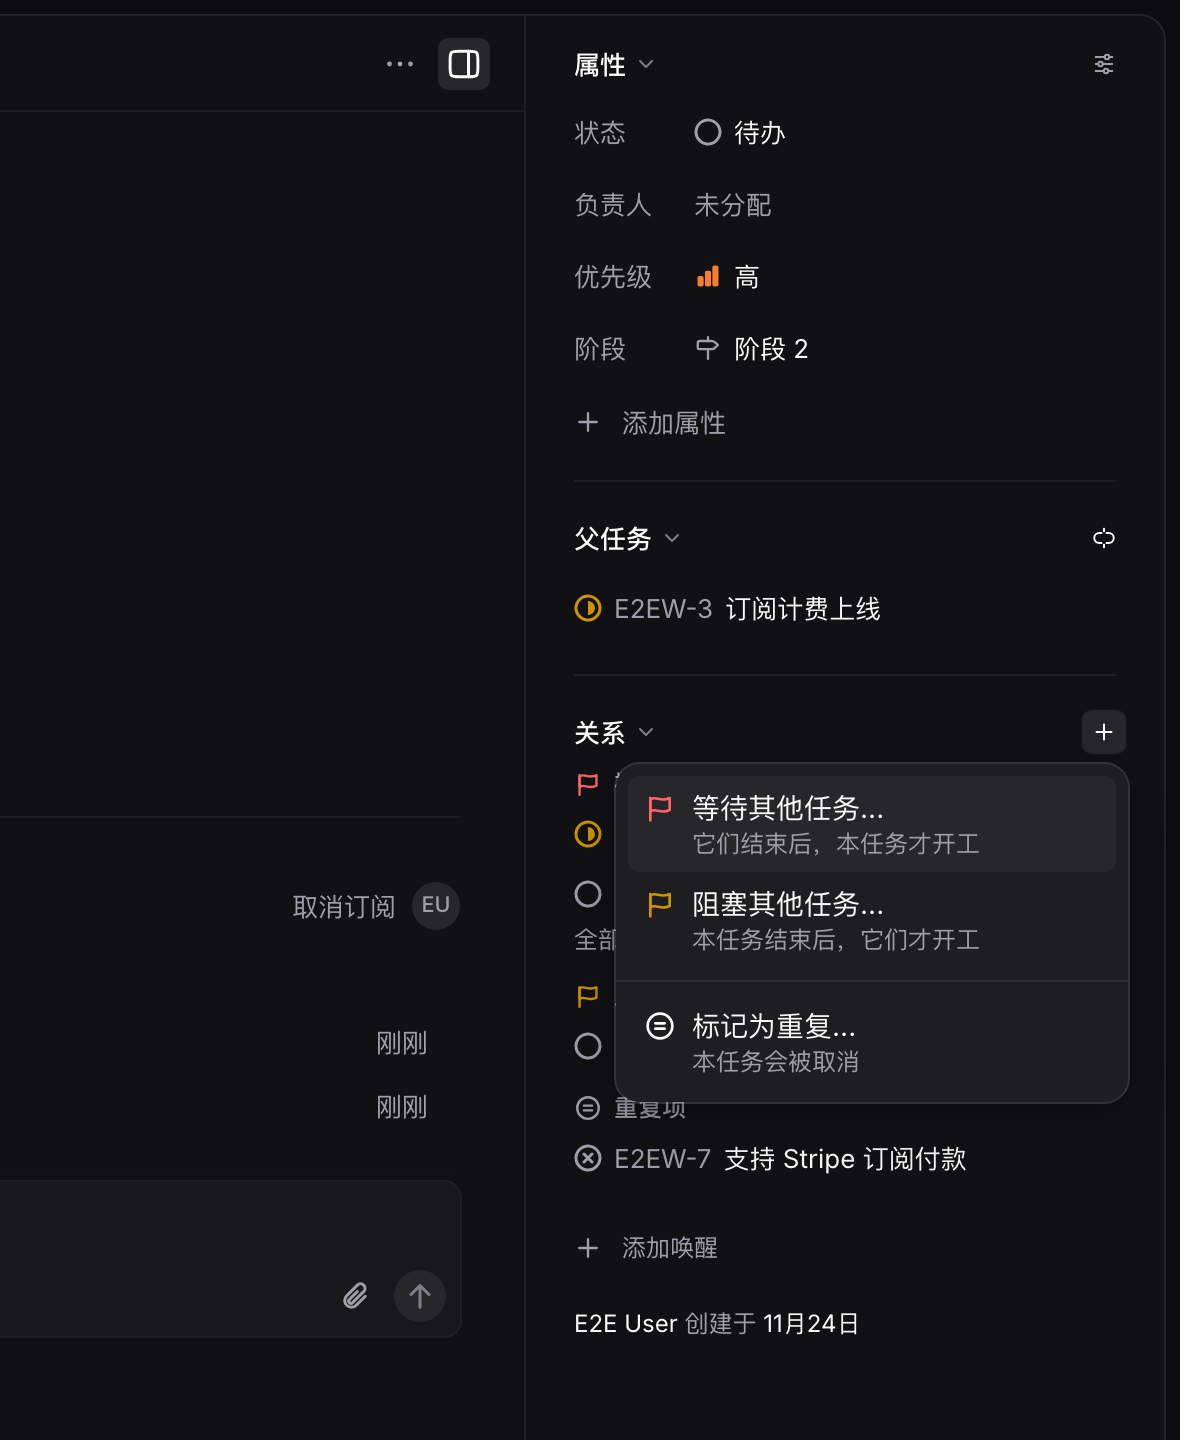 属性
状态 待办
负责人 未分配
优先级 高
阶段 阶段 2
添加属性
父任务
E2EW-3 订阅计费上线
关系
等待其他任务...
它们结束后，本任务才开工
阻塞其他任务...
本任务结束后，它们才开工
全部
标记为重复...
本任务会被取消
重复项
E2EW-7 支持 Stripe 订阅付款
添加唤醒
E2E User 创建于 11月24日
取消订阅 EU
刚刚
刚刚